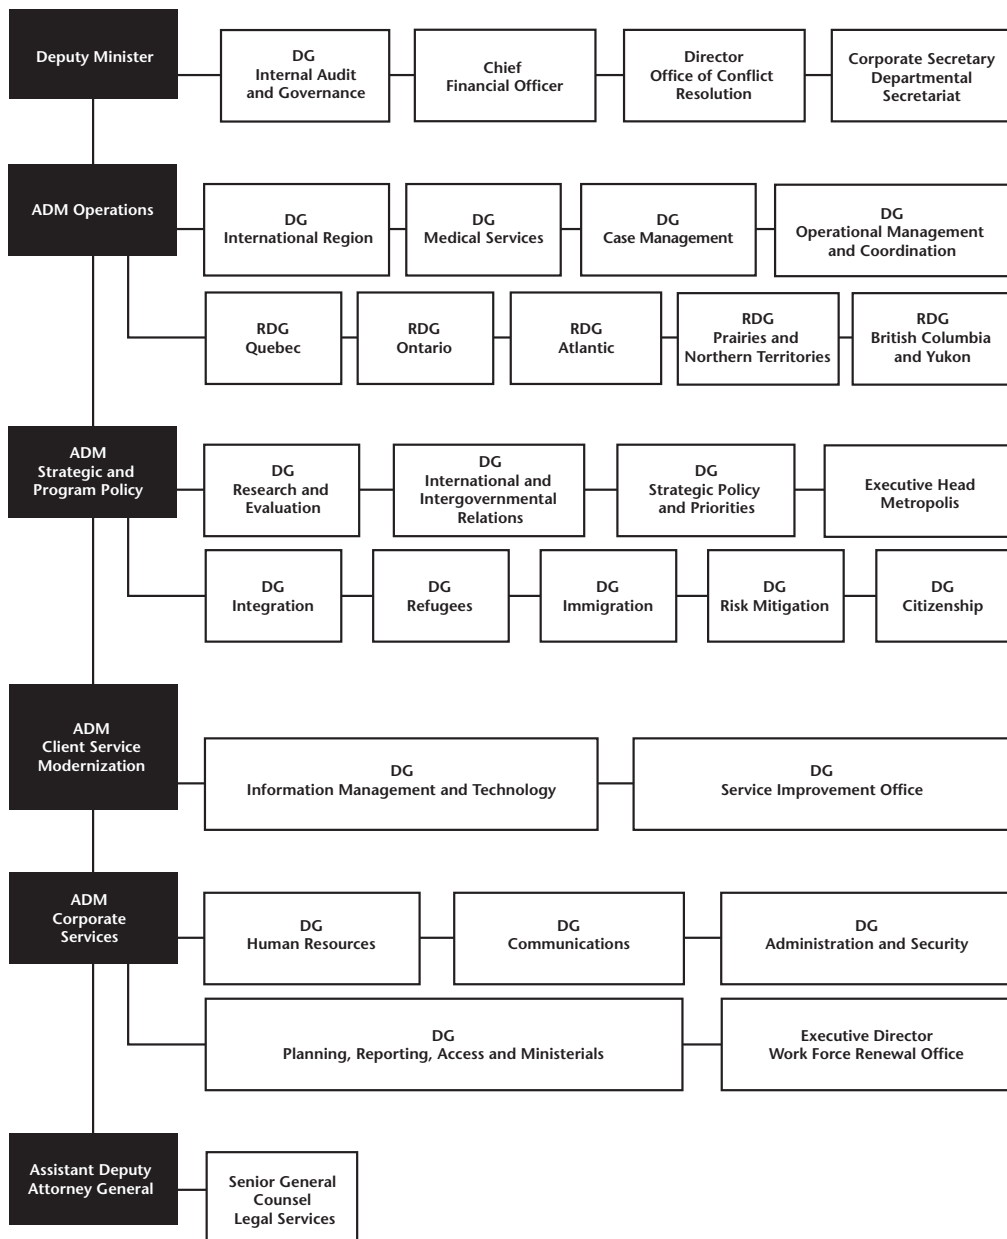 Deputy Minister
DG
Internal Audit
and Governance
Chief
Financial Officer
Director
Office of Conflict
Resolution
Corporate Secretary
Departmental
Secretariat
ADM Operations
DG
International Region
DG
Medical Services
DG
Case Management
DG
Operational Management
and Coordination
RDG
Quebec
RDG
Ontario
RDG
Atlantic
RDG
Prairies and
Northern Territories
RDG
British Columbia
and Yukon
ADM
Strategic and
Program Policy
DG
Research and
Evaluation
DG
International and
Intergovernmental
Relations
DG
Strategic Policy
and Priorities
Executive Head
Metropolis
DG
Integration
DG
Refugees
DG
Immigration
DG
Risk Mitigation
DG
Citizenship
ADM
Client Service
Modernization
DG
Information Management and Technology
DG
Service Improvement Office
ADM
Corporate
Services
DG
Human Resources
DG
Communications
DG
Administration and Security
DG
Planning, Reporting, Access and Ministerials
Executive Director
Work Force Renewal Office
Assistant Deputy
Attorney General
Senior General
Counsel
Legal Services